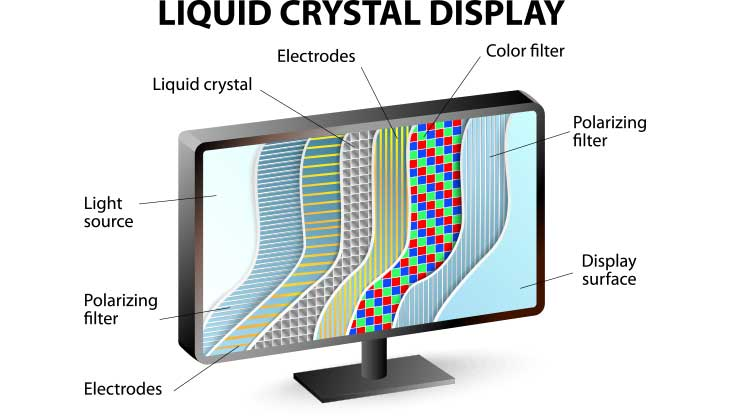 LIQUID CRYSTAL DISPLAY
Color filter
Electrodes
Liquid crystal
Polarizing
filter
Light
source
Display
surface
Polarizing
filter
Electrodes